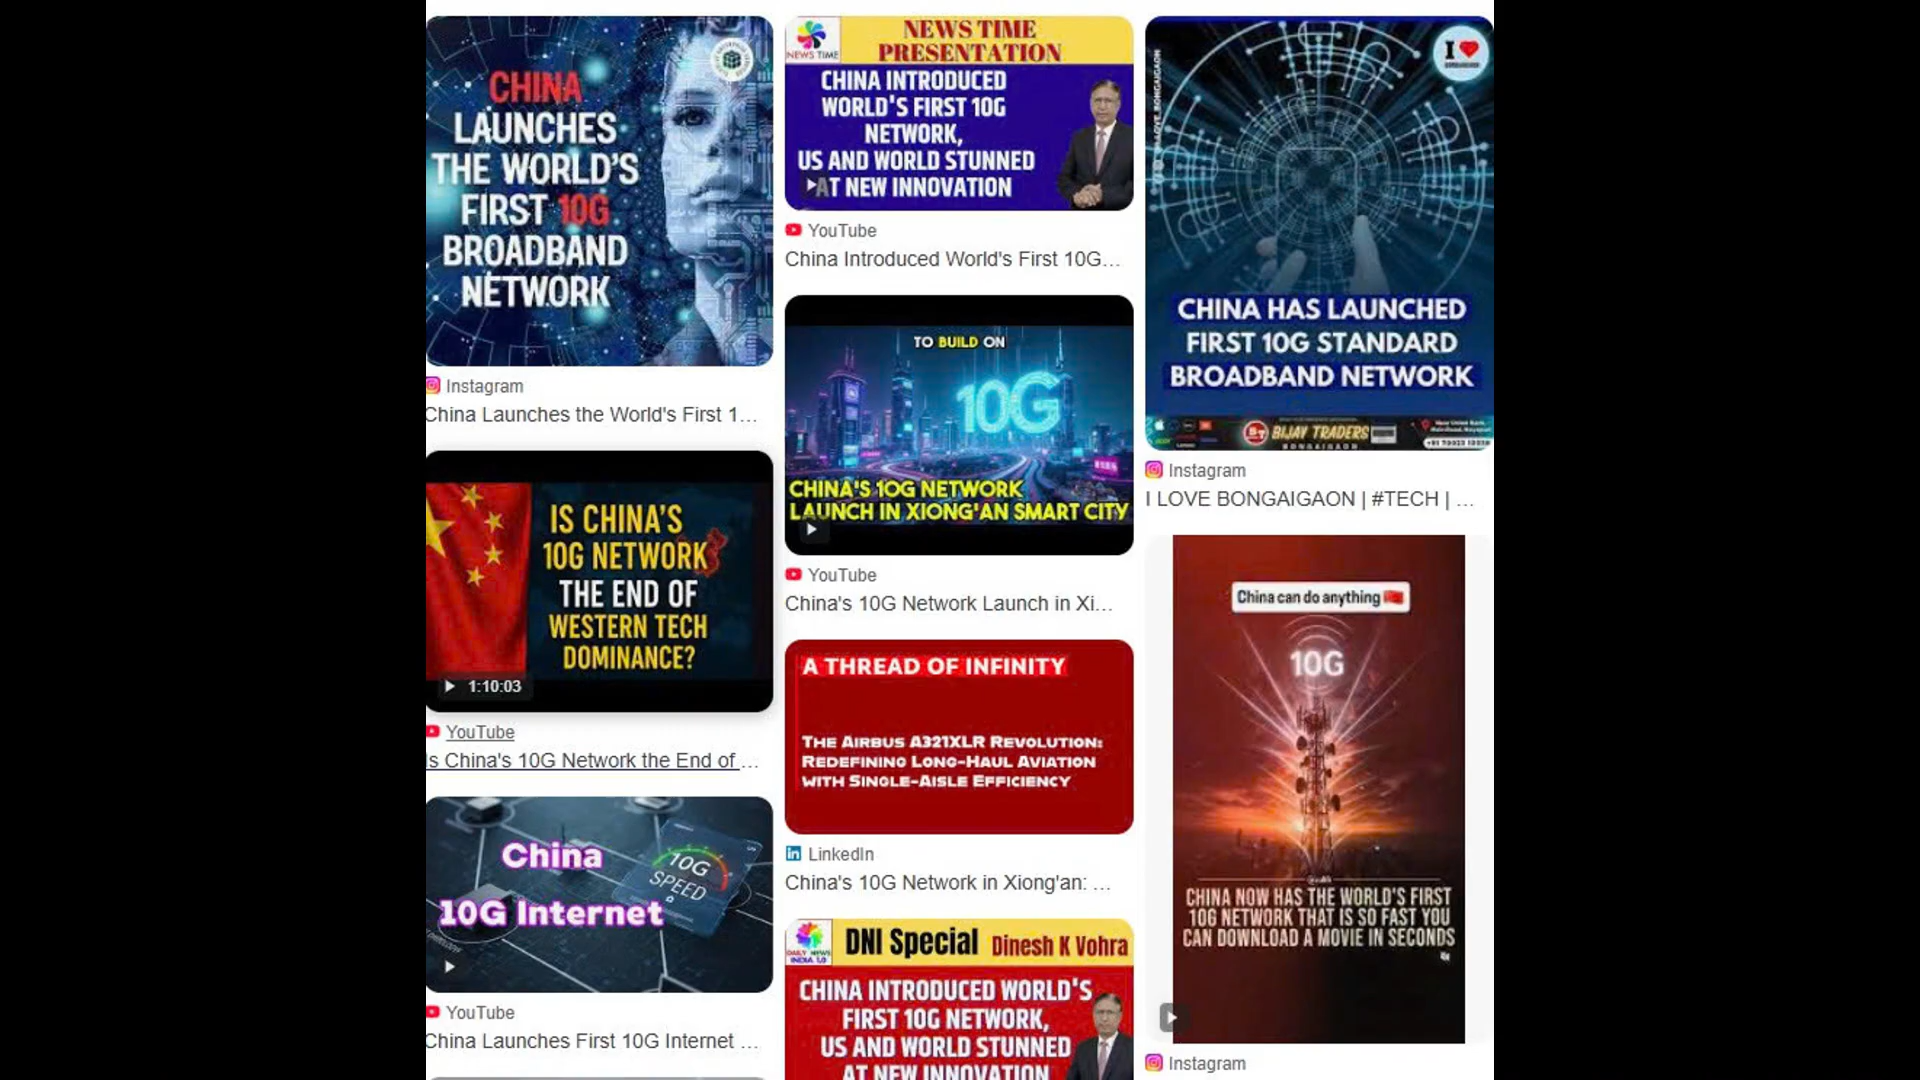 CHINA
LAUNCHES
THE WORLD'S
FIRST 10G
BROADBAND
NETWORK
Instagram
China Launches the World's First 1...
IS CHINA'S
10G NETWORK
THE END OF
WESTERN TECH
DOMINANCE?
1:10:03
YouTube
s China's 10G Network the End of ...
China
10G Internet
10G
SPEED
YouTube
China Launches First 10G Internet ...
NEWS TIME
NEWS TIME
PRESENTATION
CHINA INTRODUCED
WORLD'S FIRST 10G
NETWORK,
US AND WORLD STUNNED
AT NEW INNOVATION
YouTube
China Introduced World's First 10G...
TO BUILD ON
10G
CHINA'S 10G NETWORK
LAUNCH IN XIONG'AN SMART CITY
YouTube
China's 10G Network Launch in Xi...
A THREAD OF INFINITY
THE AIRBUS A321XLR REVOLUTION:
REDEFINING LONG-HAUL AVIATION
WITH SINGLE-AISLE EFFICIENCY
LinkedIn
China's 10G Network in Xiong'an: ...
DAILY NEWS
INDIA 1.0
DNI Special Dinesh K Vohra
CHINA INTRODUCED WORLD'S
FIRST 10G NETWORK,
US AND WORLD STUNNED
AT NEW INNOVATION
I
CHINA HAS LAUNCHED
FIRST 10G STANDARD
BROADBAND NETWORK
BIJAY TRADERS
BONGAIGAON
Instagram
I LOVE BONGAIGAON | #TECH | ...
China can do anything
10G
CHINA NOW HAS THE WORLD'S FIRST
10G NETWORK THAT IS SO FAST YOU
CAN DOWNLOAD A MOVIE IN SECONDS
Instagram